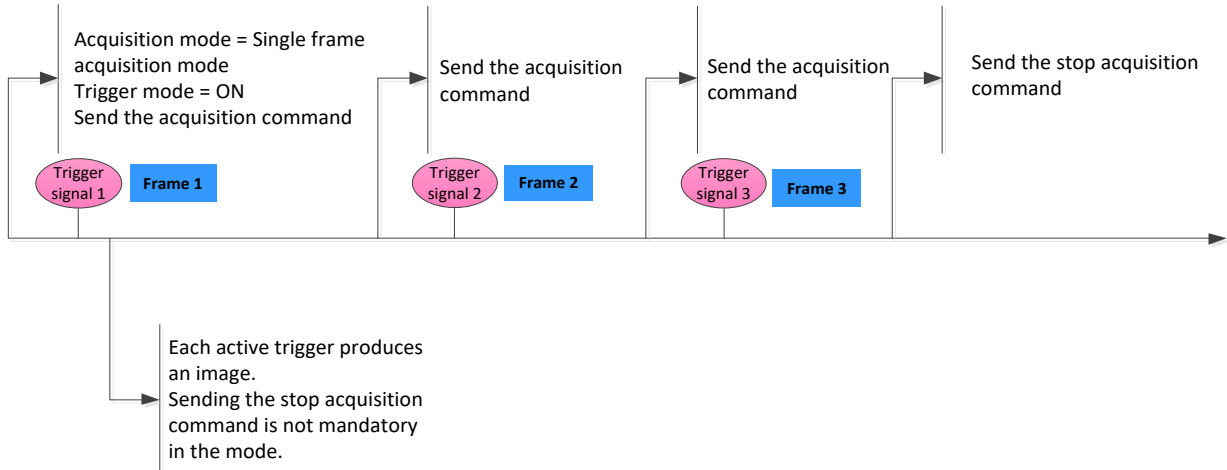 Acquisition mode = Single frame
acquisition mode
Trigger mode = ON
Send the acquisition command
Send the acquisition
command
Send the acquisition
command
Send the stop acquisition
command
Trigger
signal 1
Frame 1
Trigger
signal 2
Frame 2
Trigger
signal 3
Frame 3
Each active trigger produces
an image.
Sending the stop acquisition
command is not mandatory
in the mode.